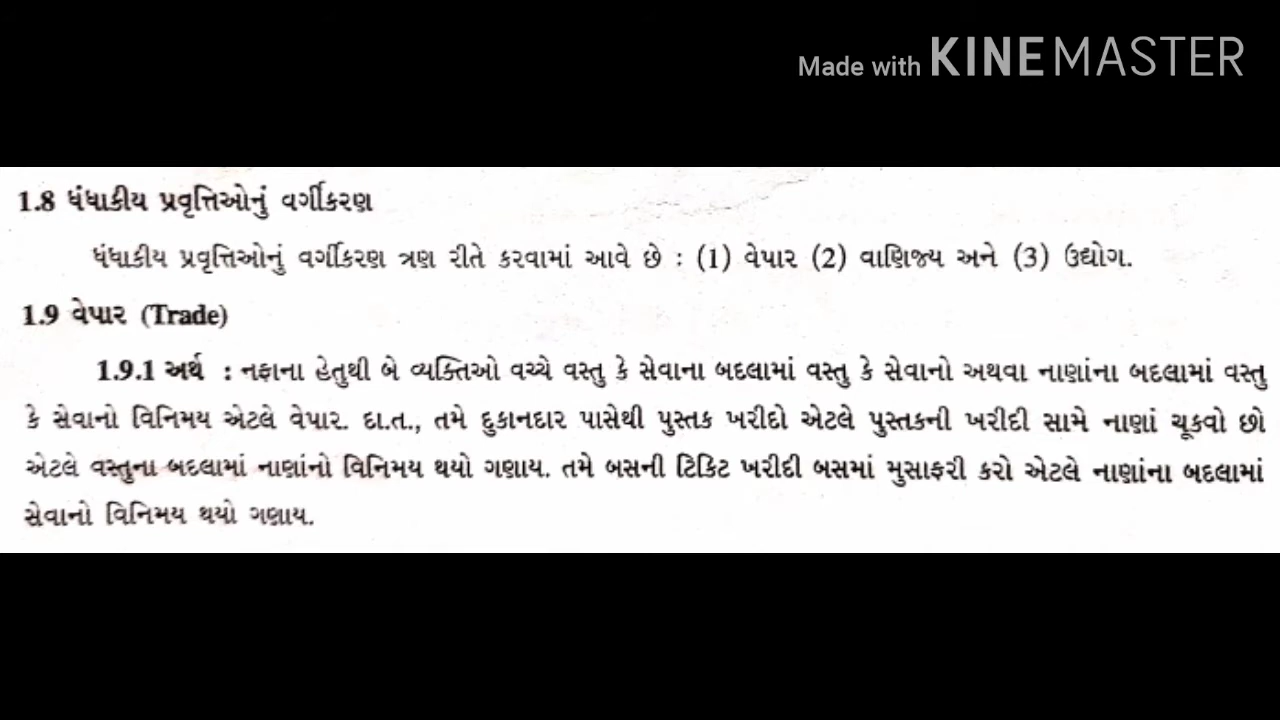 Made with KINEMASTER
1.8 ધંધાકીય પ્રવૃત્તિઓનું વર્ગીકરણ
ધંધાકીય પ્રવૃત્તિઓનું વર્ગીકરણ ત્રણ રીતે કરવામાં આવે છે : (1) વેપાર (2) વાણિજ્ય અને (3) ઉદ્યોગ.
1.9 વેપાર (Trade)
1.9.1 અર્થ : નફાના હેતુથી બે વ્યક્તિઓ વચ્ચે વસ્તુ કે સેવાના બદલામાં વસ્તુ કે સેવાનો અથવા નાણાંના બદલામાં વસ્તુ
કે સેવાનો વિનિમય એટલે વેપાર. દા.ત., તમે દુકાનદાર પાસેથી પુસ્તક ખરીદો એટલે પુસ્તકની ખરીદી સામે નાણાં ચૂકવો છો
એટલે વસ્તુના બદલામાં નાણાંનો વિનિમય થયો ગણાય. તમે બસની ટિકિટ ખરીદી બસમાં મુસાફરી કરો એટલે નાણાંના બદલામાં
સેવાનો વિનિમય થયો ગણાય.